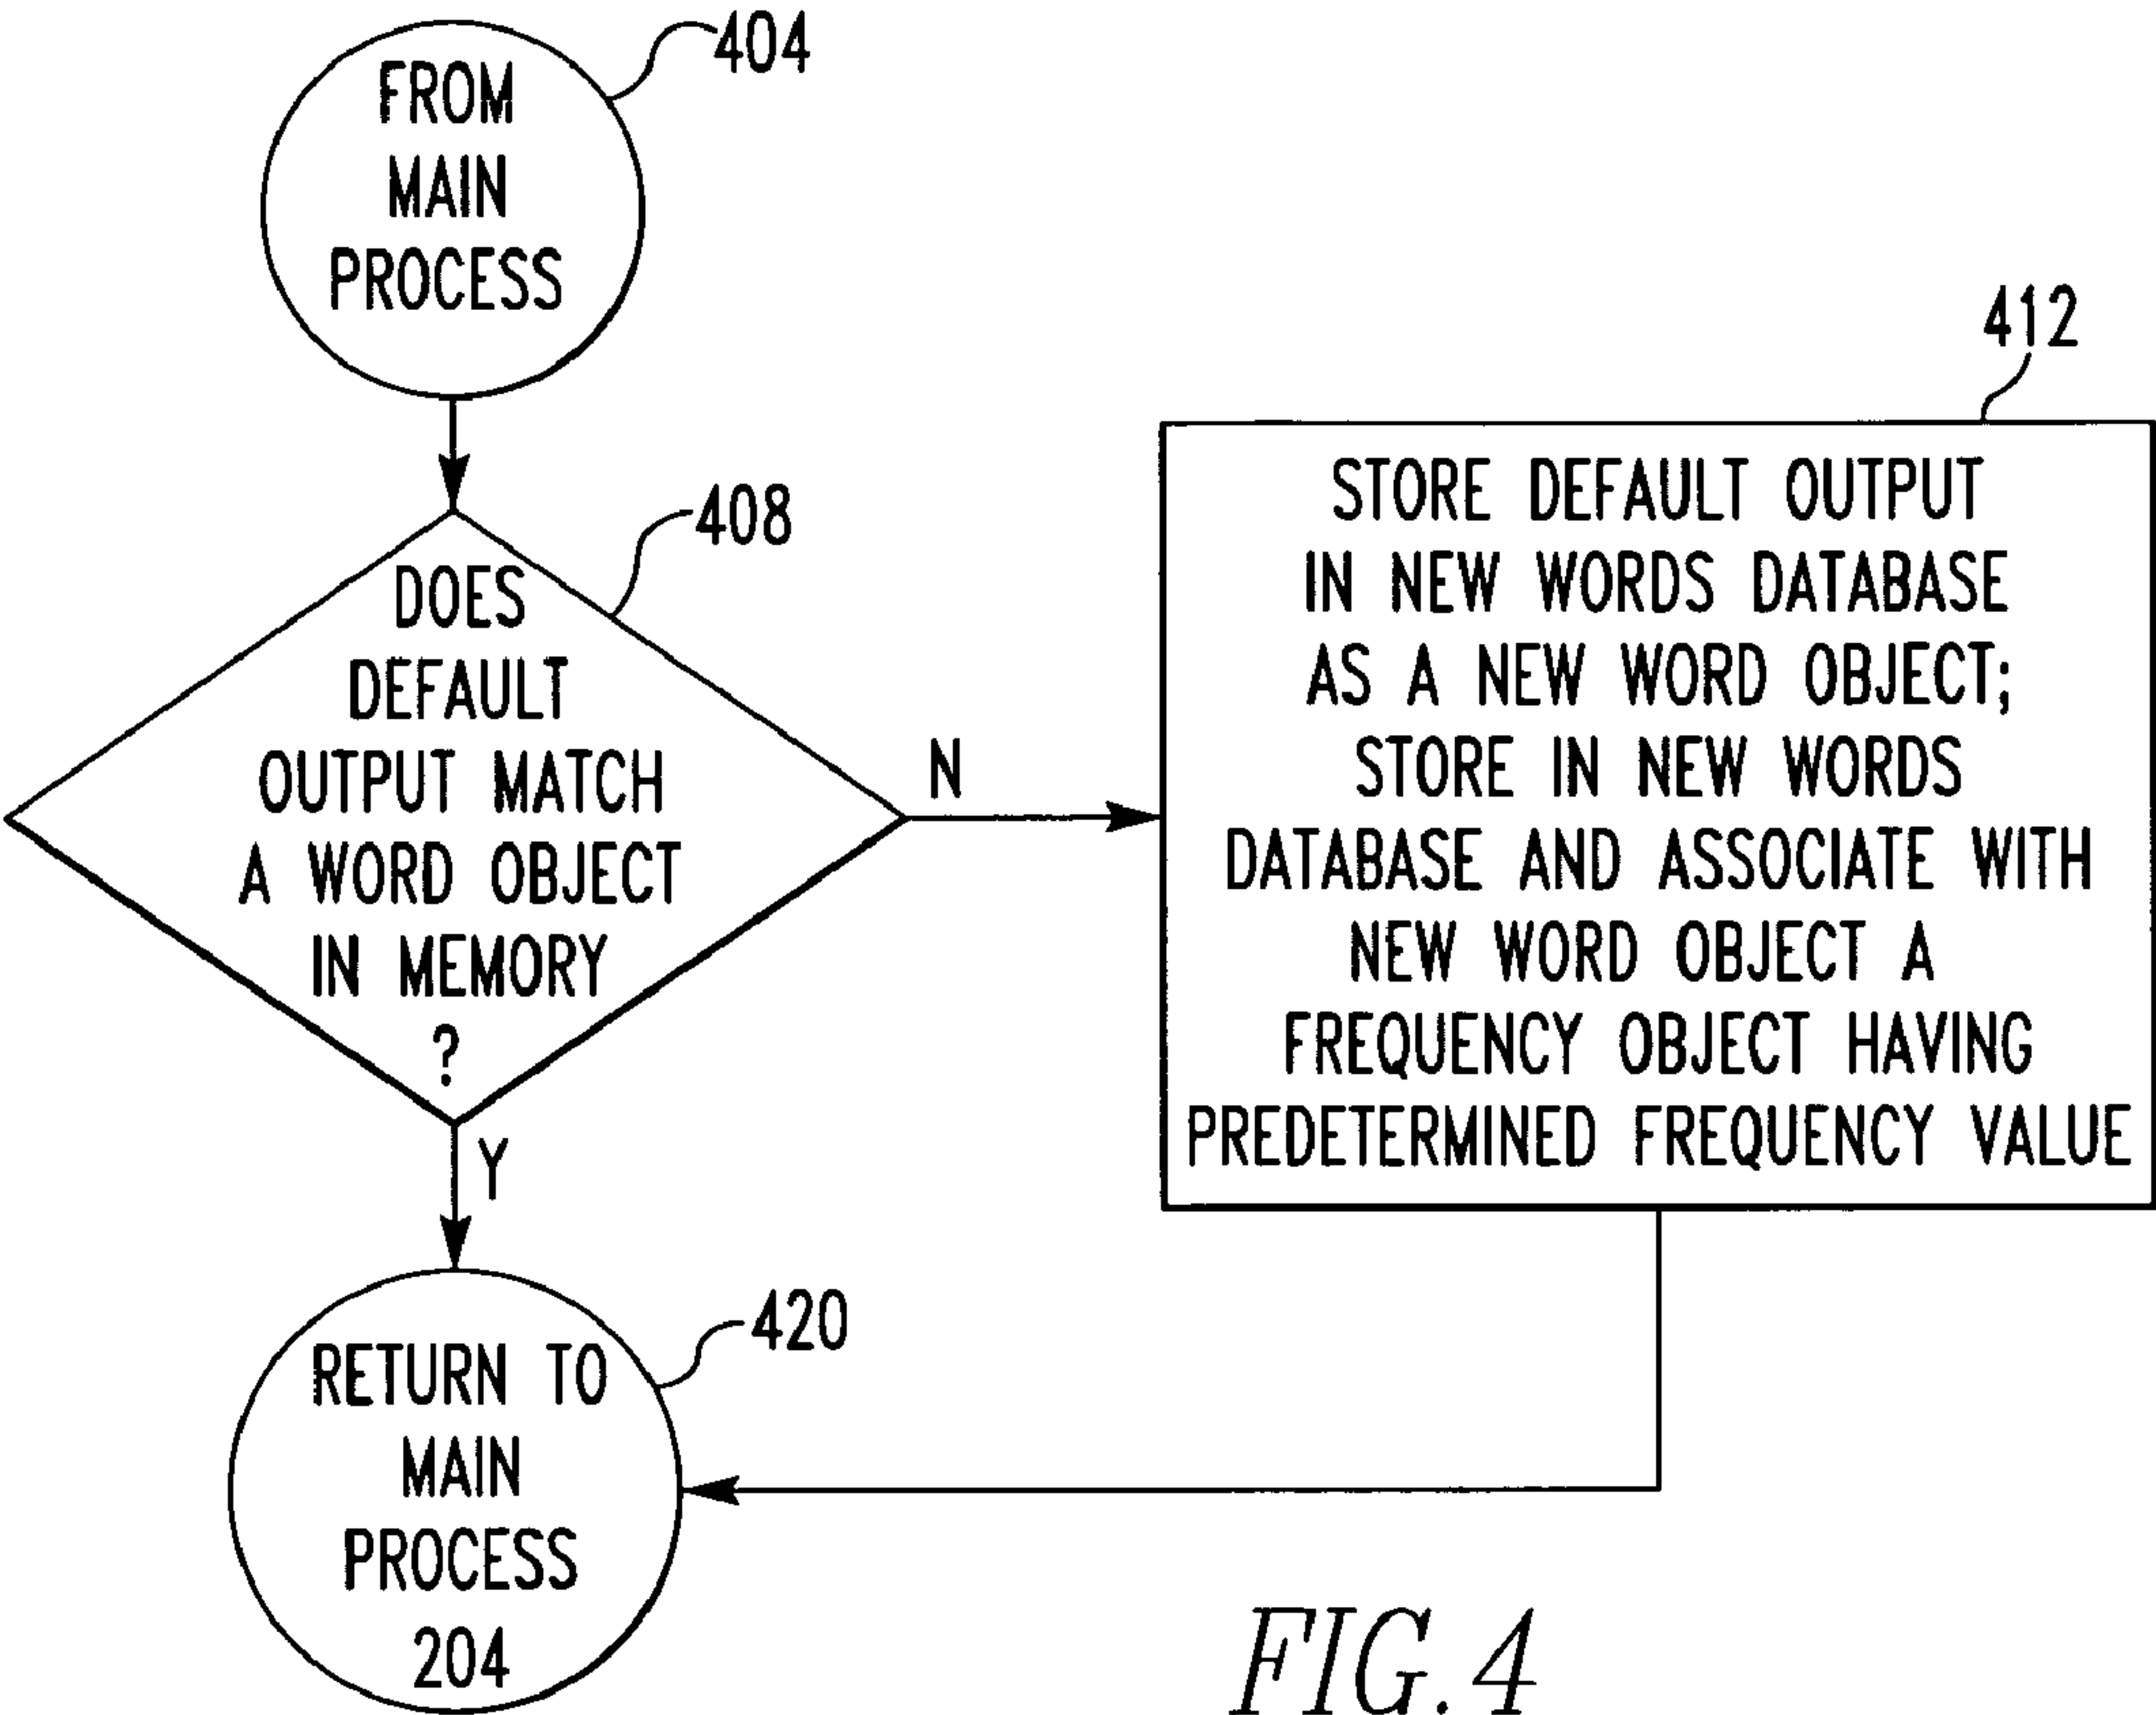 404
FROM
MAIN
PROCESS
408
DOES
DEFAULT
OUTPUT MATCH
A WORD OBJECT
IN MEMORY
?
N
Y
412
STORE DEFAULT OUTPUT
IN NEW WORDS DATABASE
AS A NEW WORD OBJECT;
STORE IN NEW WORDS
DATABASE AND ASSOCIATE WITH
NEW WORD OBJECT A
FREQUENCY OBJECT HAVING
PREDETERMINED FREQUENCY VALUE
420
RETURN TO
MAIN
PROCESS
204
FIG.4